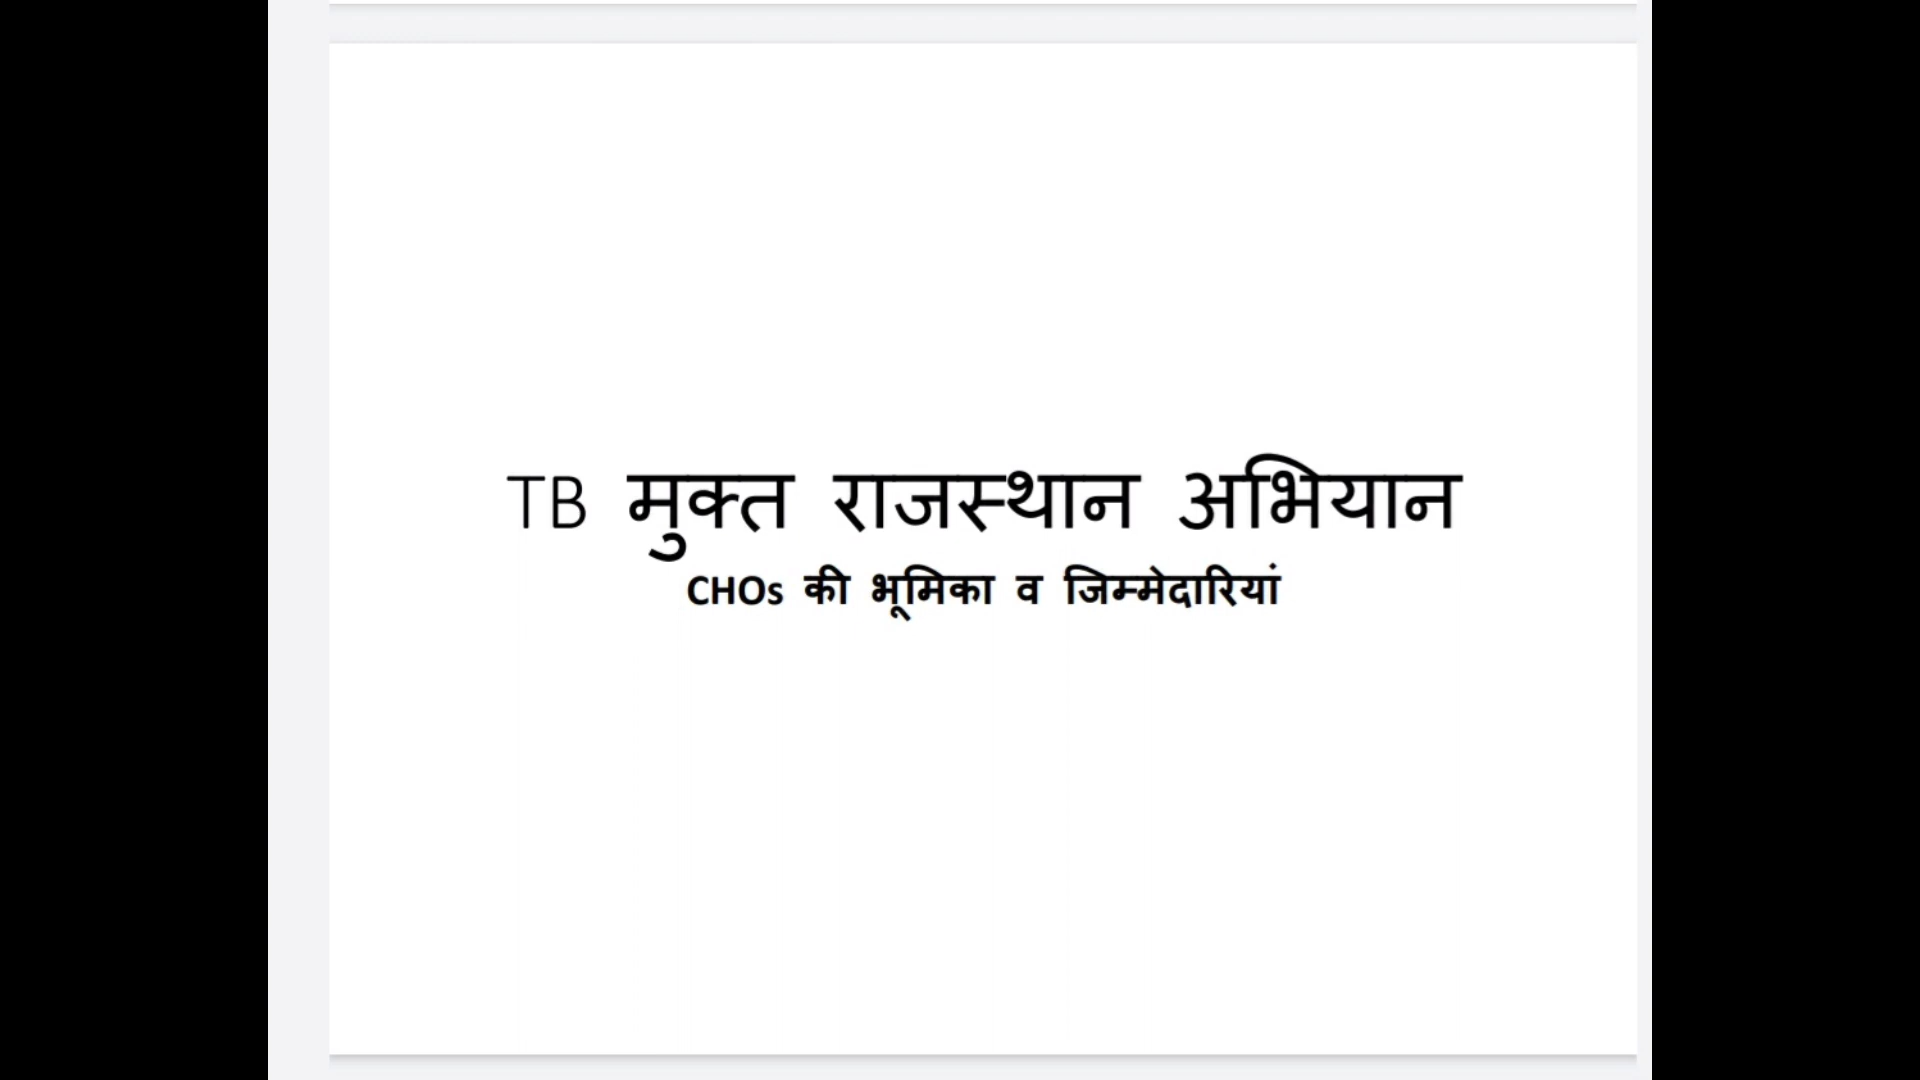 TB मुक्त राजस्थान अभियान
CHOs की भूमिका व जिम्मेदारियां